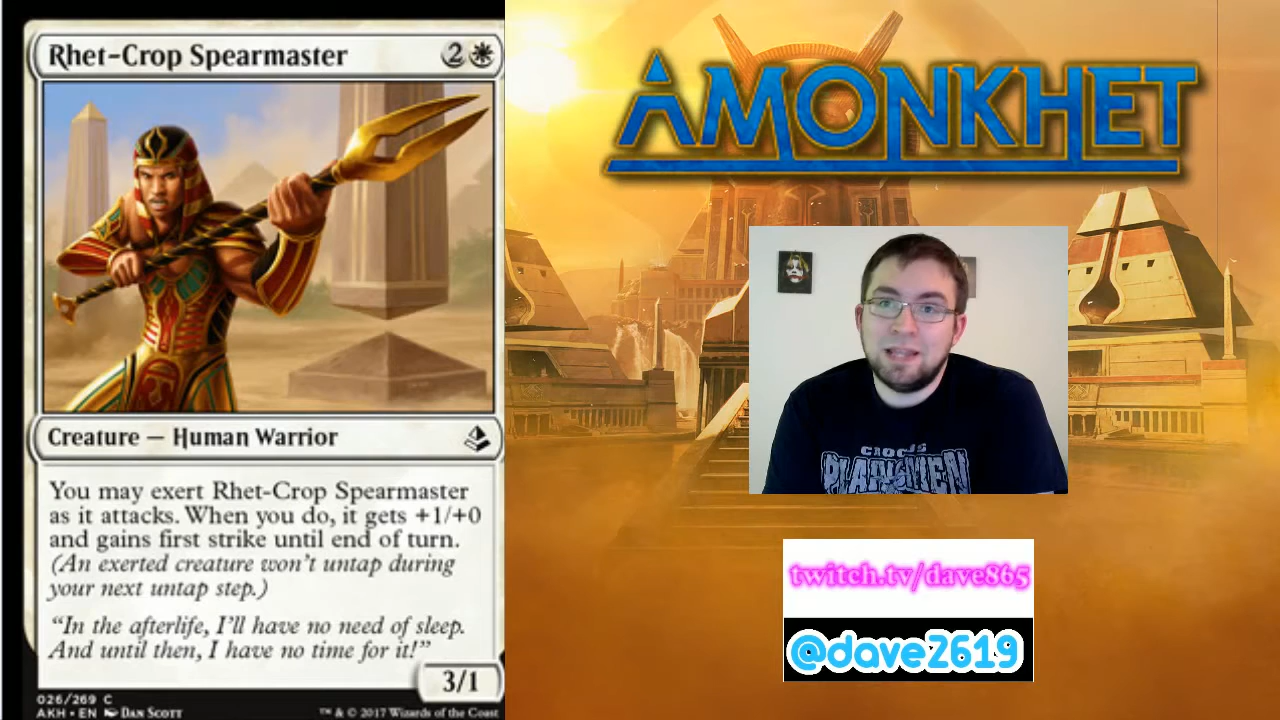 Rhet-Crop Spearmaster 2
Creature — Human Warrior
You may exert Rhet-Crop Spearmaster
as it attacks. When you do, it gets +1/+0
and gains first strike until end of turn.
(An exerted creature won't untap during
your next untap step.)
"In the afterlife, I'll have no need of sleep.
And until then, I have no time for it!"
3/1
026/269 C
AKH • EN Dan Scott
™ & © 2017 Wizards of the Coast
AMONKHET
CROCIS
PLAINSMEN
twitch.tv/dave865
@dave2619